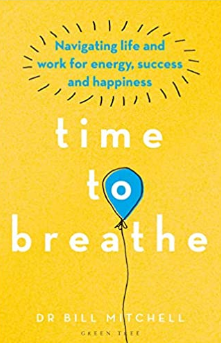 Navigating life and
work for energy, success
and happiness
time
to
breathe
DR BILL MITCHELL
GREEN TREE